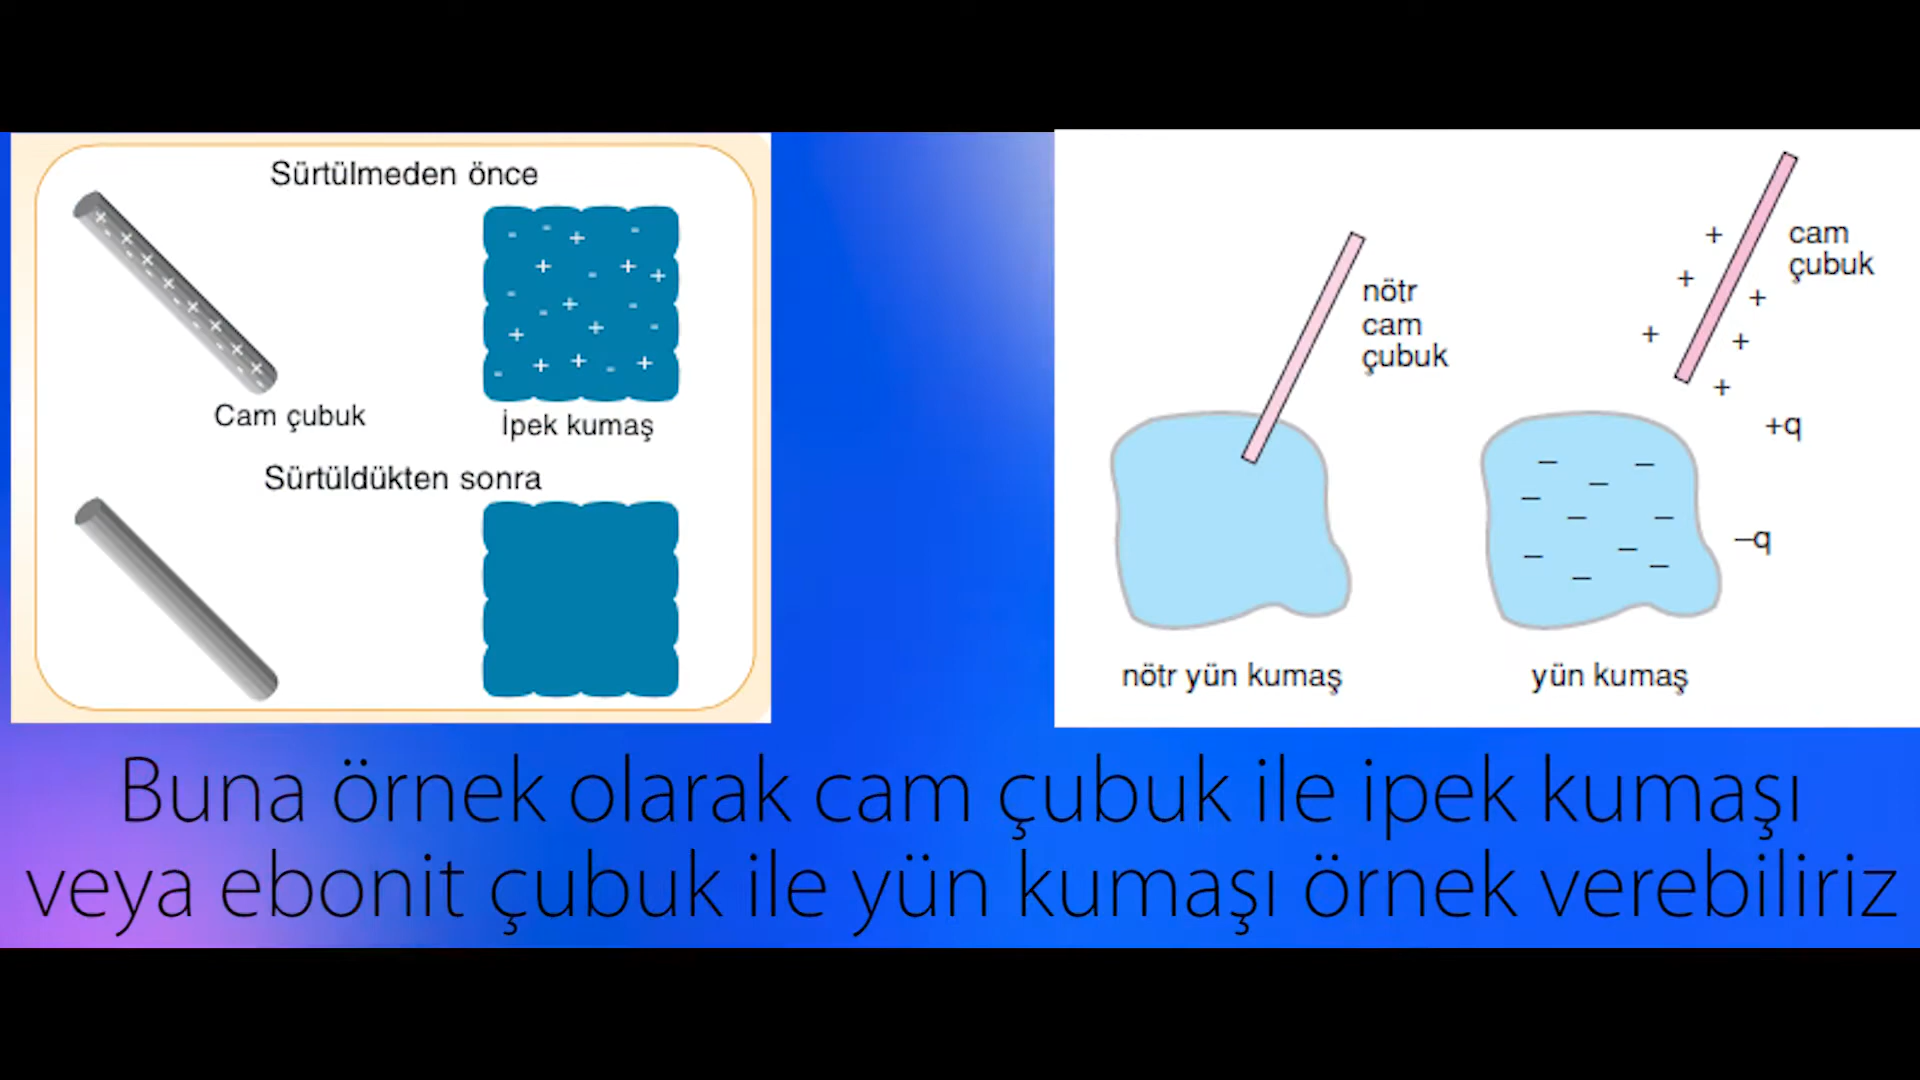 Sürtülmeden önce
Cam çubuk
İpek kumaş
Sürtüldükten sonra
nötr
cam
çubuk
nötr yün kumaş
cam
çubuk
+q
–q
yün kumaş
Buna örnek olarak cam çubuk ile ipek kumaşı
veya ebonit çubuk ile yün kumaşı örnek verebiliriz